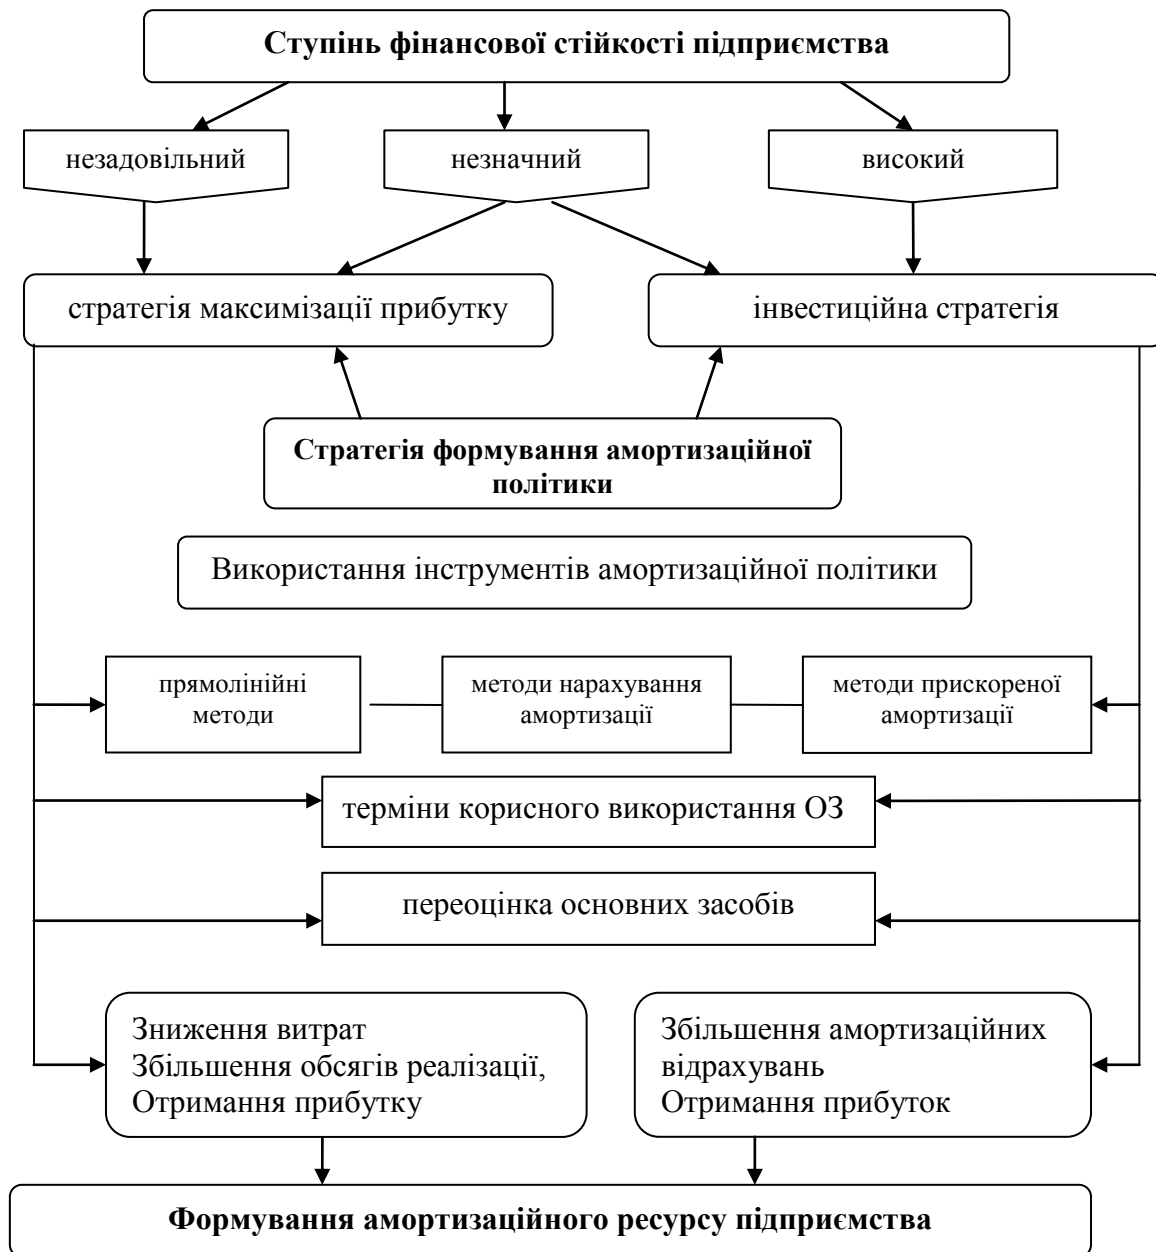 Ступінь фінансової стійкості підприємства
незадовільний
незначний
високий
стратегія максимізації прибутку
інвестиційна стратегія
Стратегія формування амортизаційної
політики
Використання інструментів амортизаційної політики
прямолінійні
методи
методи нарахування
амортизації
методи прискореної
амортизації
терміни корисного використання ОЗ
переоцінка основних засобів
Зниження витрат
Збільшення обсягів реалізації,
Отримання прибутку
Збільшення амортизаційних
відрахувань
Отримання прибуток
Формування амортизаційного ресурсу підприємства